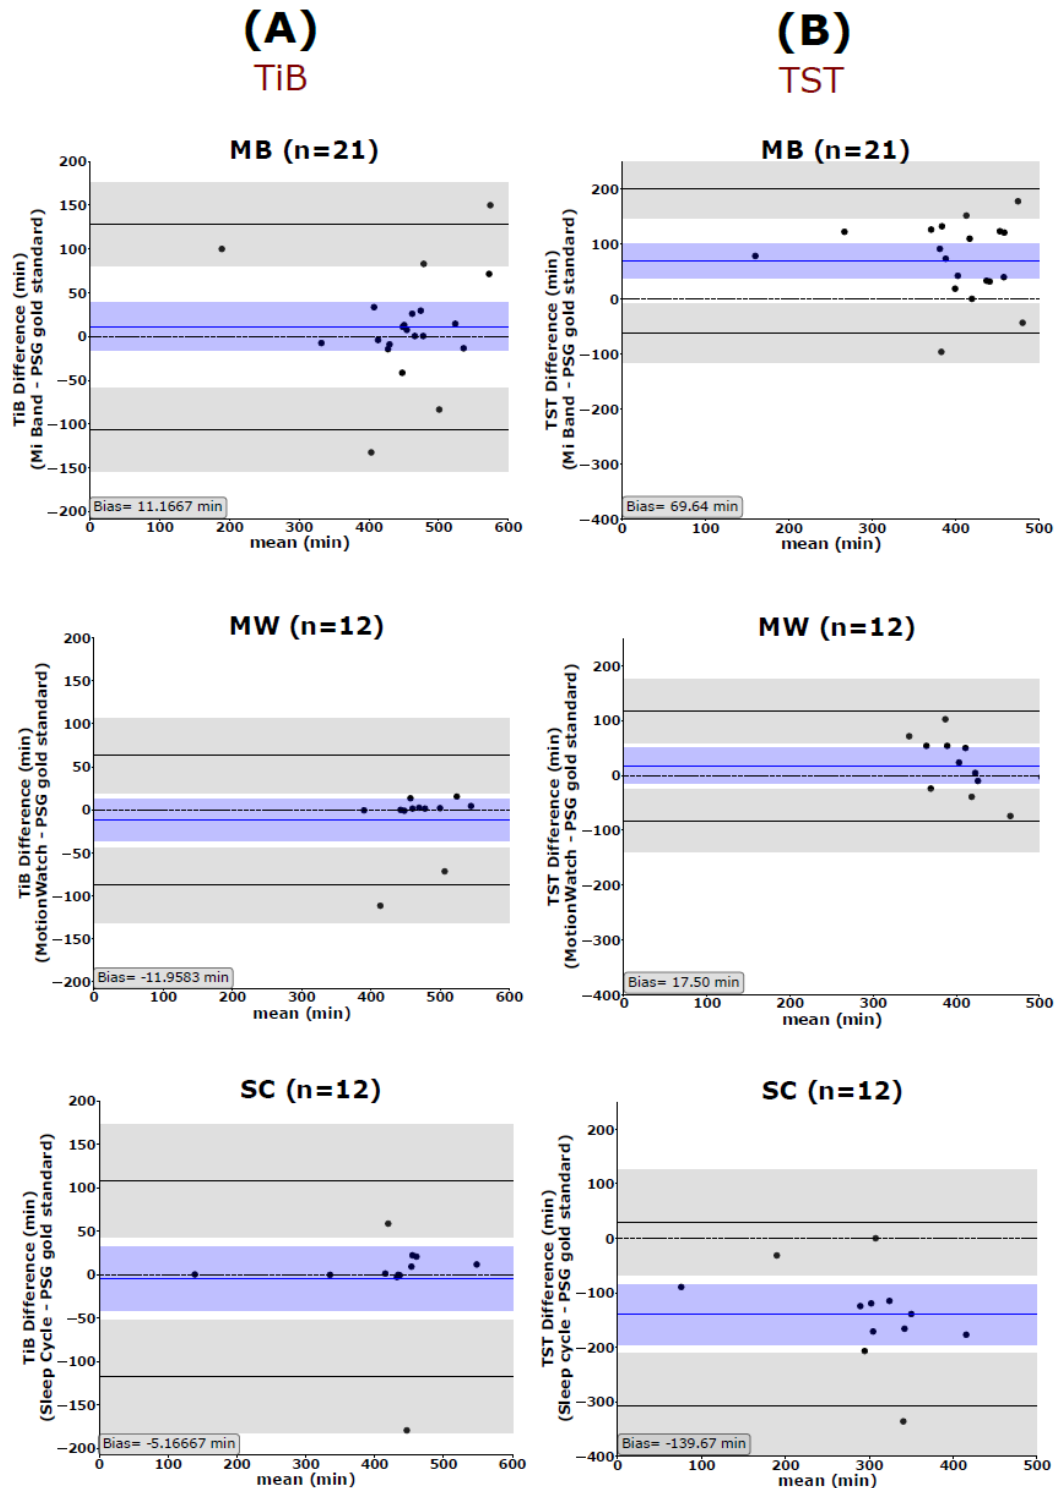 (A)
TiB
(B)
TST
MB (n=21)
200
150
100
50
0
−50
−100
−150
−200
TiB Difference (min)
(Mi Band - PSG gold standard)
Bias= 11.1667 min
0 100 200 300 400 500 600
mean (min)
MB (n=21)
200
100
0
−100
−200
−300
−400
TST Difference (min)
(Mi Band - PSG gold standard)
Bias= 69.64 min
0 100 200 300 400 500
mean (min)
MW (n=12)
200
150
100
50
0
−50
−100
−150
−200
TiB Difference (min)
(MotionWatch - PSG gold standard)
Bias= -11.9583 min
0 100 200 300 400 500 600
mean (min)
MW (n=12)
200
100
0
−100
−200
−300
−400
TST Difference (min)
(MotionWatch - PSG gold standard)
Bias= 17.50 min
0 100 200 300 400 500
mean (min)
SC (n=12)
200
150
100
50
0
−50
−100
−150
−200
TiB Difference (min)
(Sleep Cycle - PSG gold standard)
Bias= -5.16667 min
0 100 200 300 400 500 600
mean (min)
SC (n=12)
200
100
0
−100
−200
−300
−400
TST Difference (min)
(Sleep cycle - PSG gold standard)
Bias= -139.67 min
0 100 200 300 400 500
mean (min)